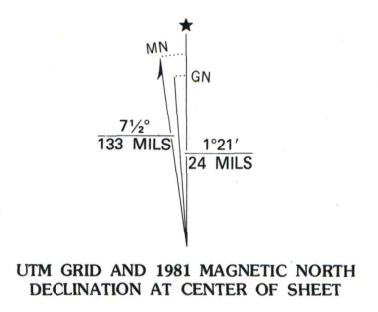 MN
GN
7½°
133 MILS
1°21′
24 MILS
UTM GRID AND 1981 MAGNETIC NORTH
DECLINATION AT CENTER OF SHEET